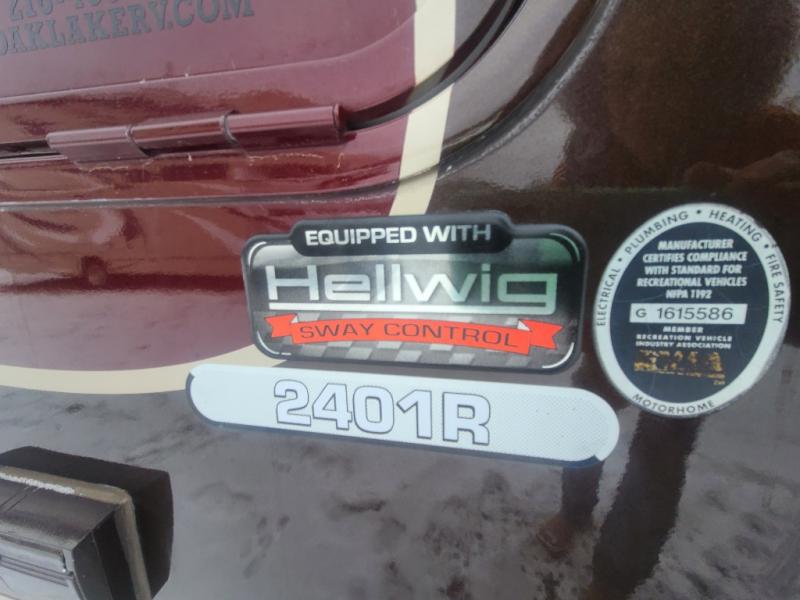 OAKLAKERV.COM
EQUIPPED WITH
Hellwig
SWAY CONTROL
2401R
ELECTRICAL • PLUMBING • HEATING • FIRE SAFETY
MANUFACTURER
CERTIFIES COMPLIANCE
WITH STANDARD FOR
RECREATIONAL VEHICLES
NFPA 1192
G 1615586
MEMBER
RECREATION VEHICLE
INDUSTRY ASSOCIATION
MOTORHOME